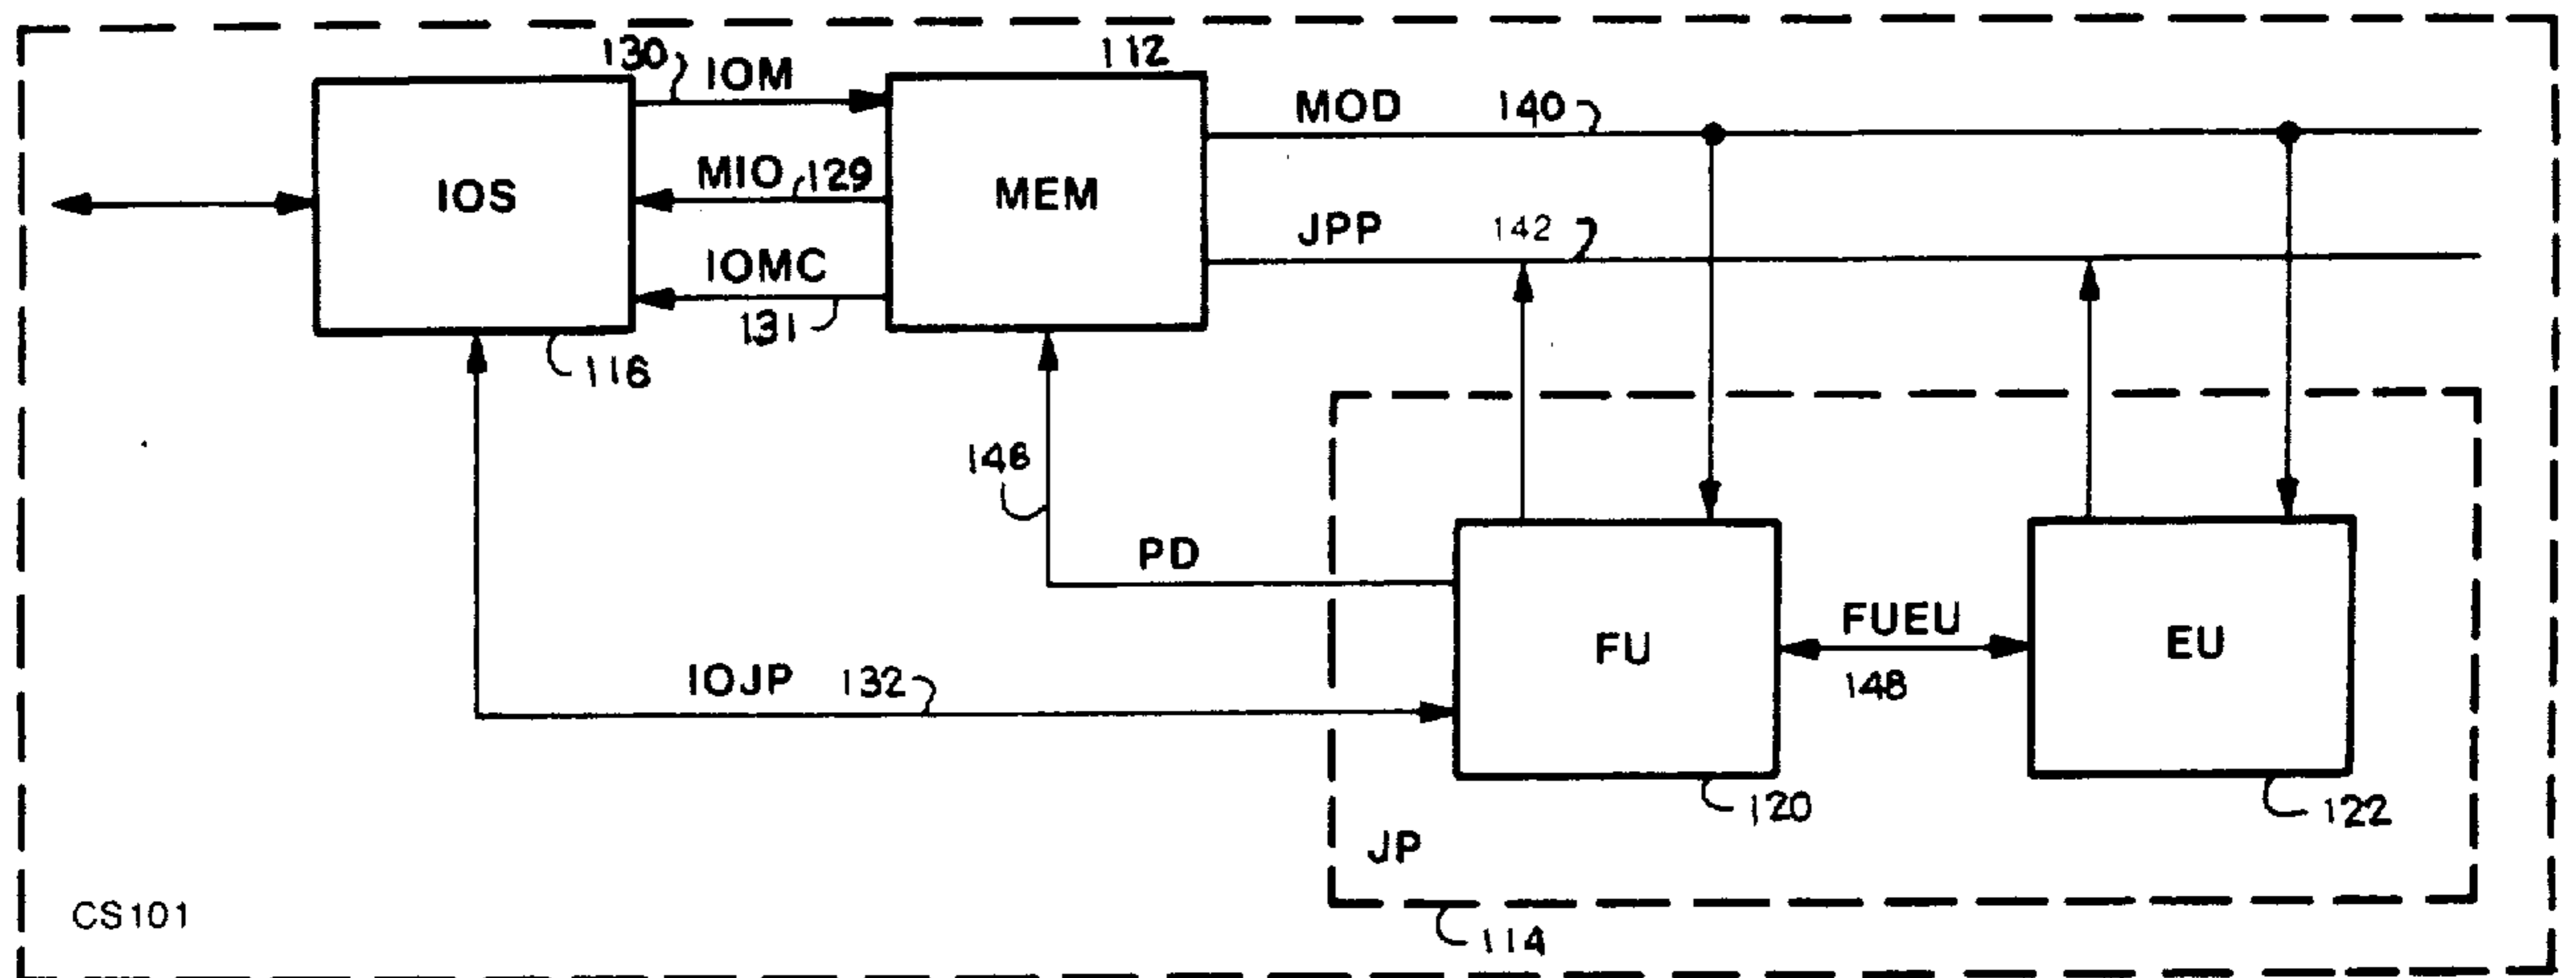 112
130 IOM
MOD 140
MIO 129
IOS
MEM
JPP 142
IOMC
131
116
146
PD
FUEU
FU
EU
148
IOJP 132
120
122
JP
CS101
114